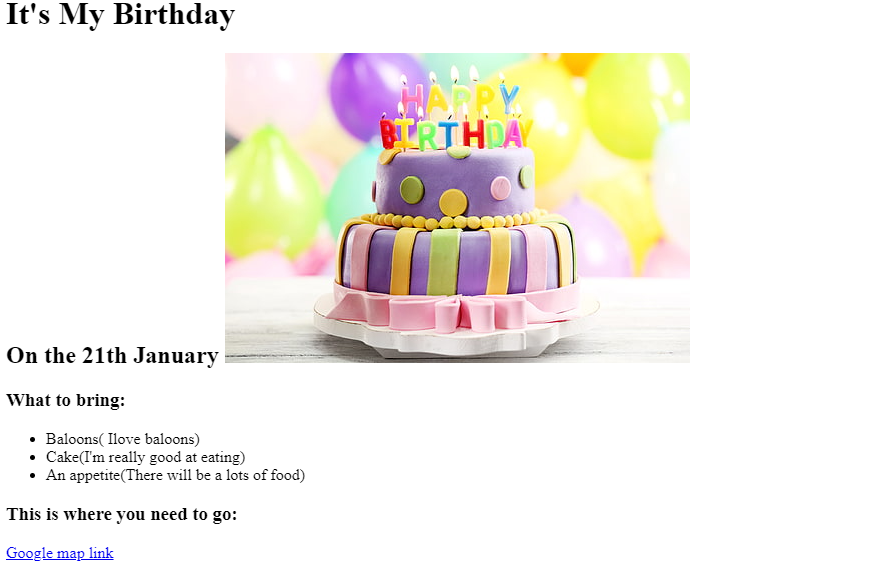 It's My Birthday
HAPPY
BIRTHDAY
On the 21th January
What to bring:
Baloons( Ilove baloons)
Cake(I'm really good at eating)
An appetite(There will be a lots of food)
This is where you need to go:
Google map link